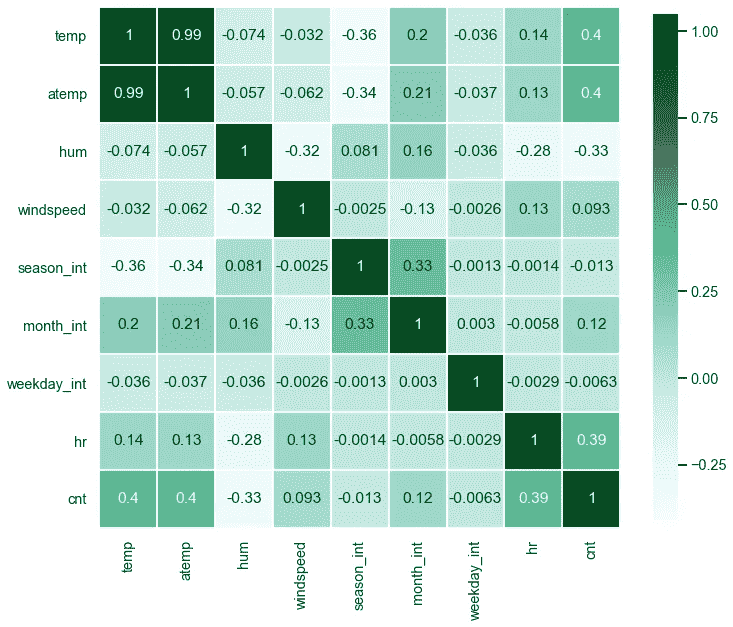 temp 1 0.99 -0.074 -0.032 -0.36 0.2 -0.036 0.14 0.4
atemp 0.99 1 -0.057 -0.062 -0.34 0.21 -0.037 0.13 0.4
hum -0.074 -0.057 1 -0.32 0.081 0.16 -0.036 -0.28 -0.33
windspeed -0.032 -0.062 -0.32 1 -0.0025 -0.13 -0.0026 0.13 0.093
season_int -0.36 -0.34 0.081 -0.0025 1 0.33 -0.0013 -0.0014 -0.013
month_int 0.2 0.21 0.16 -0.13 0.33 1 0.003 -0.0058 0.12
weekday_int -0.036 -0.037 -0.036 -0.0026 -0.0013 0.003 1 -0.0029 -0.0063
hr 0.14 0.13 -0.28 0.13 -0.0014 -0.0058 -0.0029 1 0.39
cnt 0.4 0.4 -0.33 0.093 -0.013 0.12 -0.0063 0.39 1
temp atemp hum windspeed season_int month_int weekday_int hr cnt
1.00
0.75
0.50
0.25
0.00
−0.25